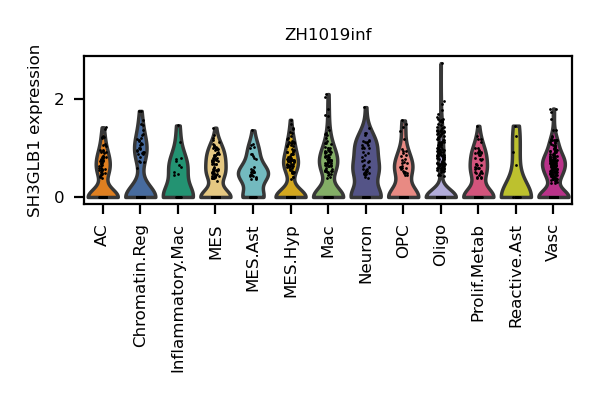 ZH1019inf
SH3GLB1 expression
2
0
AC
Chromatin.Reg
Inflammatory.Mac
MES
MES.Ast
MES.Hyp
Mac
Neuron
OPC
Oligo
Prolif.Metab
Reactive.Ast
Vasc